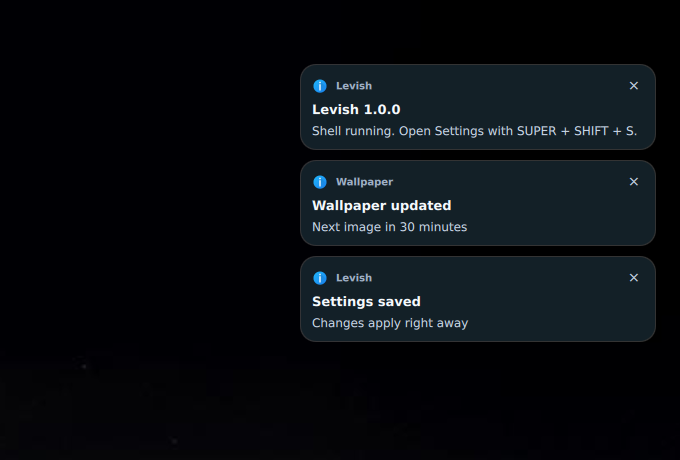 Levish ×
Levish 1.0.0
Shell running. Open Settings with SUPER + SHIFT + S.
Wallpaper ×
Wallpaper updated
Next image in 30 minutes
Levish ×
Settings saved
Changes apply right away